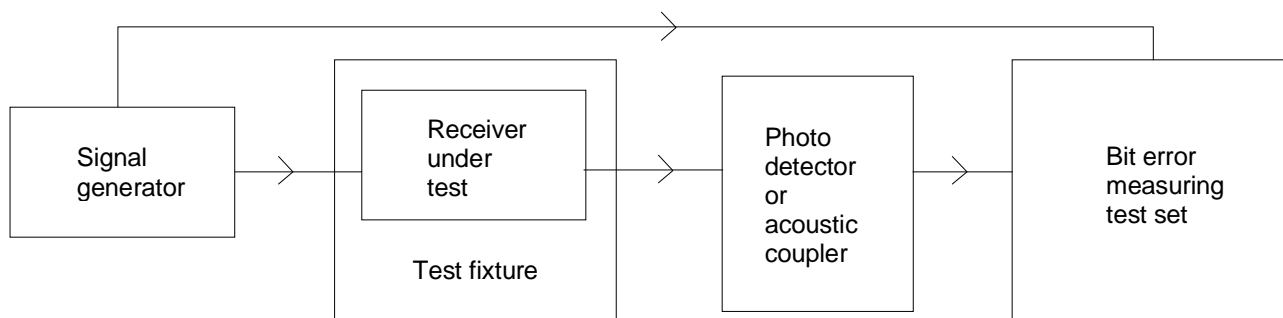 Signal
generator
Receiver
under
test
Test fixture
Photo
detector
or
acoustic
coupler
Bit error
measuring
test set